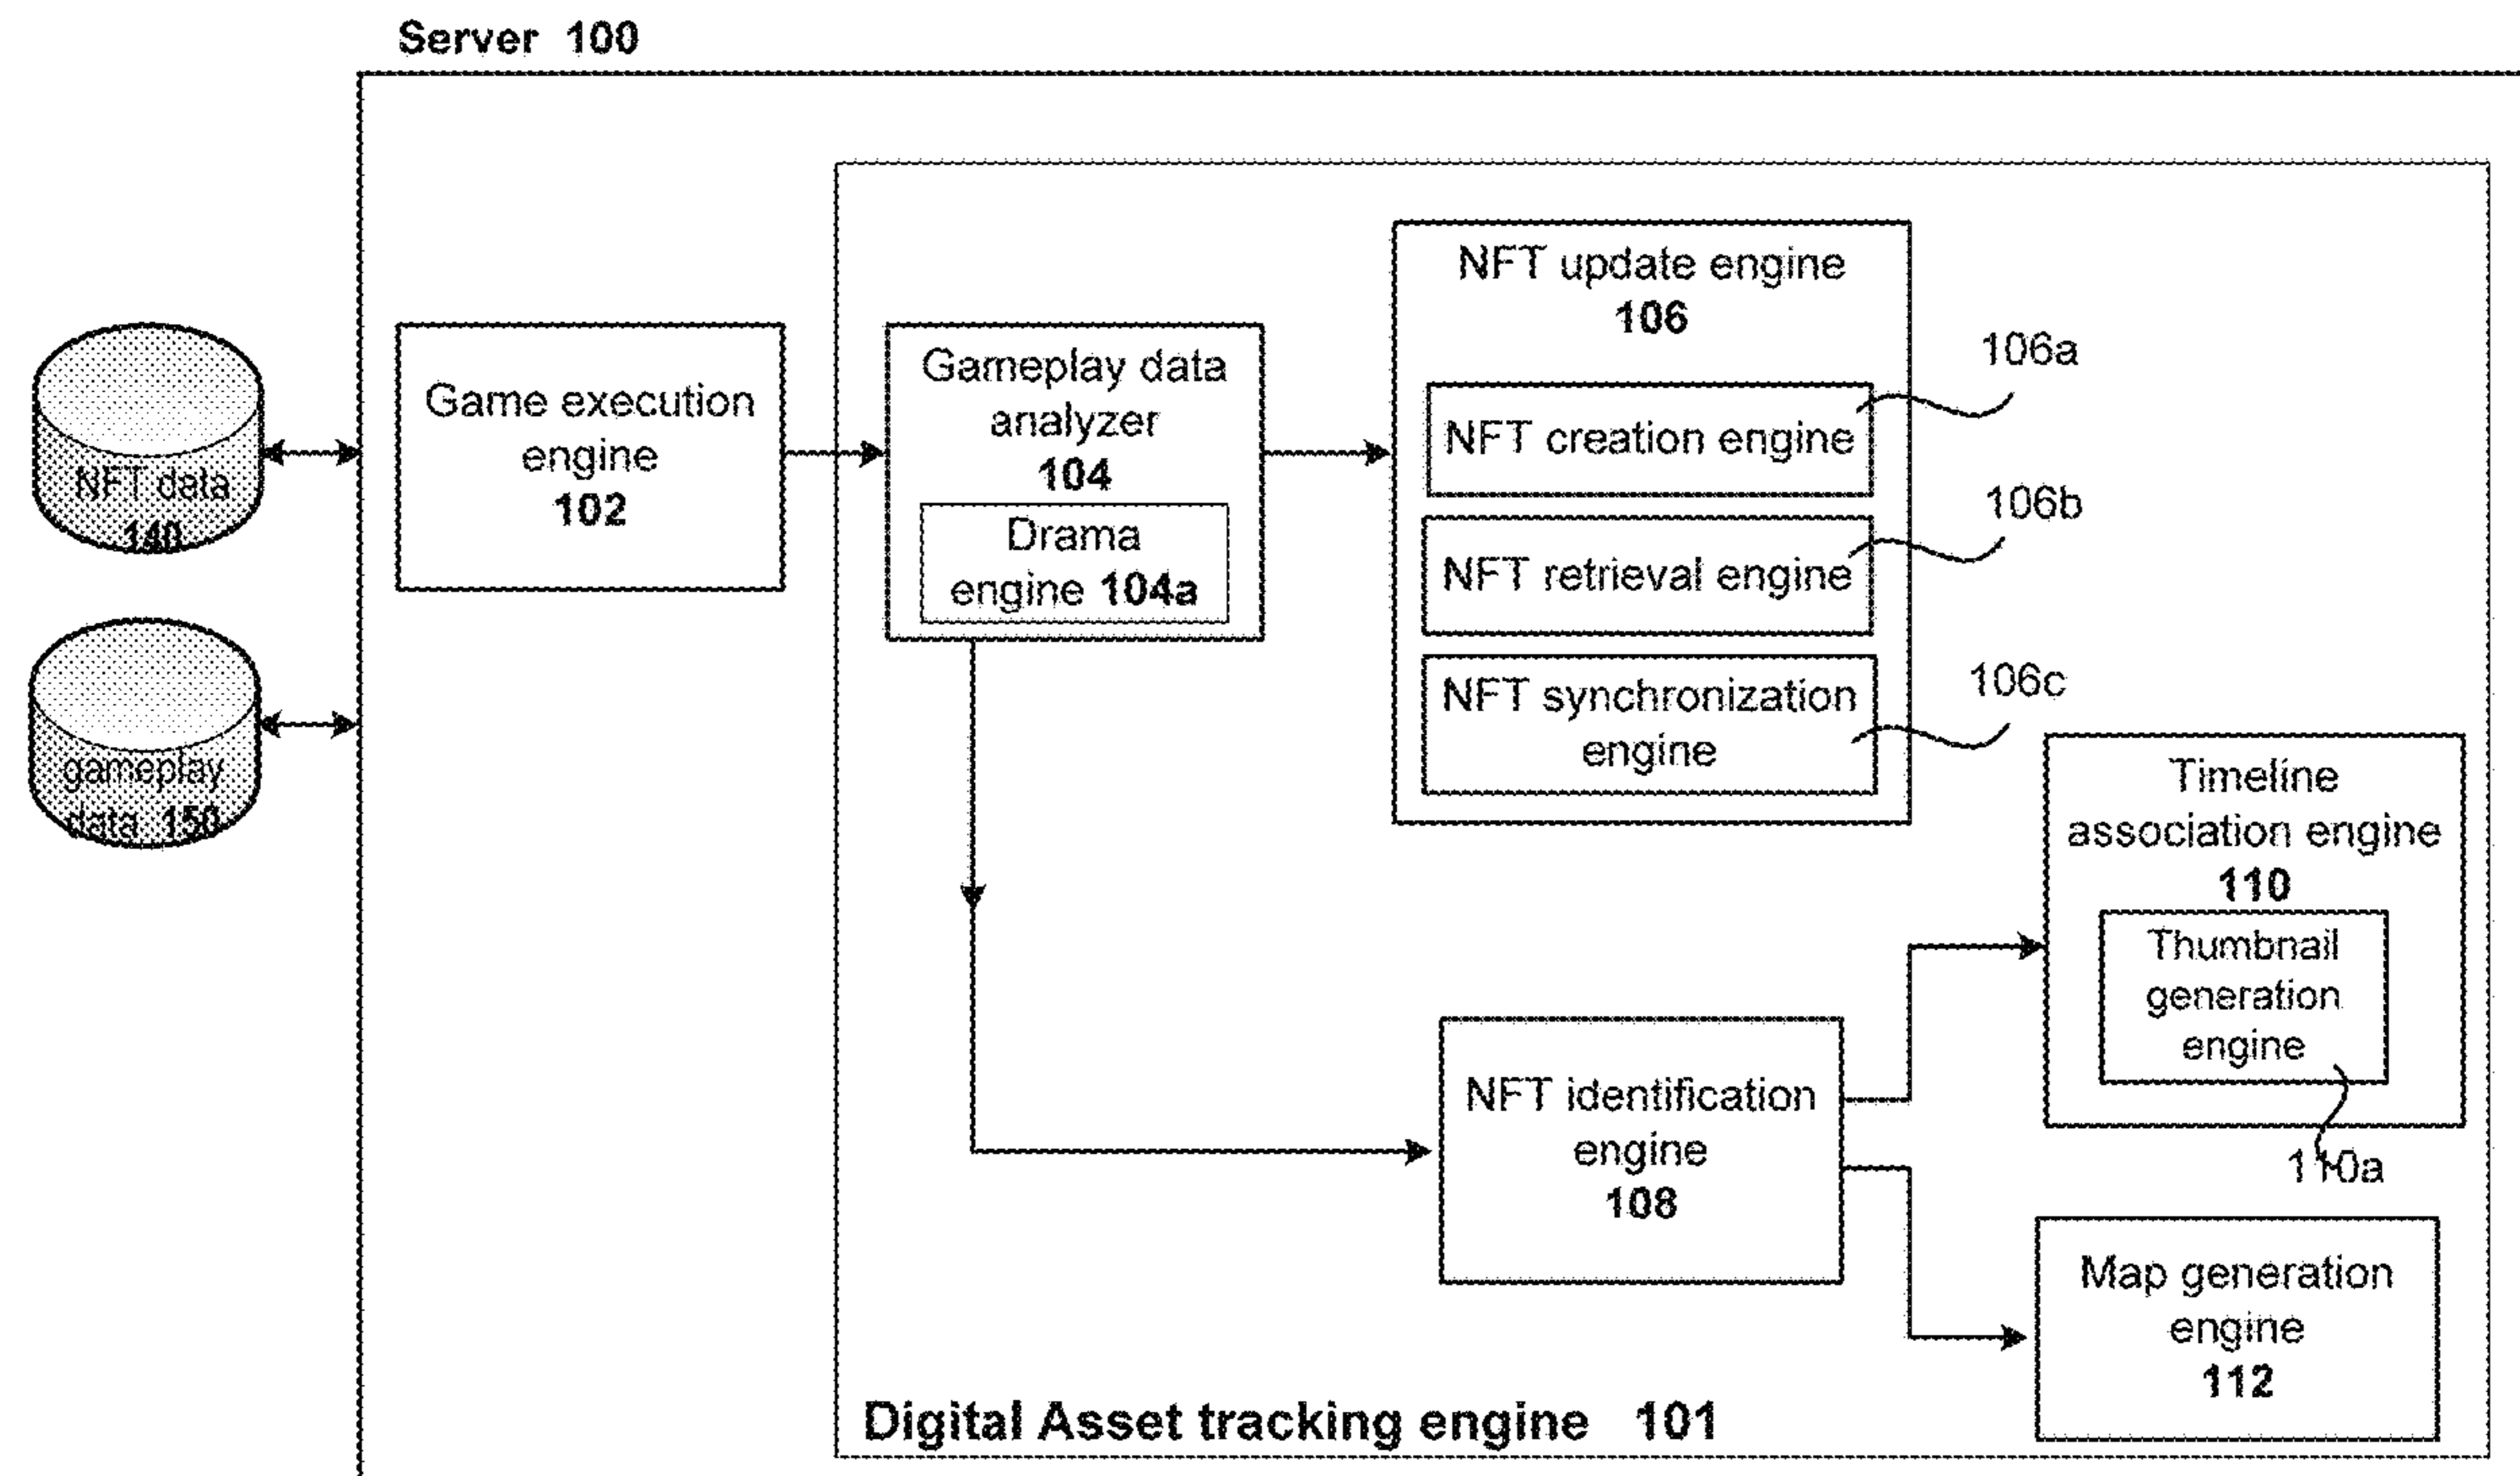 Server 100
NFT data
140
gameplay
data 150
Game execution
engine
102
Gameplay data
analyzer
104
Drama
engine 104a
NFT update engine
106
NFT creation engine
106a
NFT retrieval engine
106b
NFT synchronization
engine
106c
Timeline
association engine
110
Thumbnail
generation
engine
110a
NFT identification
engine
108
Map generation
engine
112
Digital Asset tracking engine 101